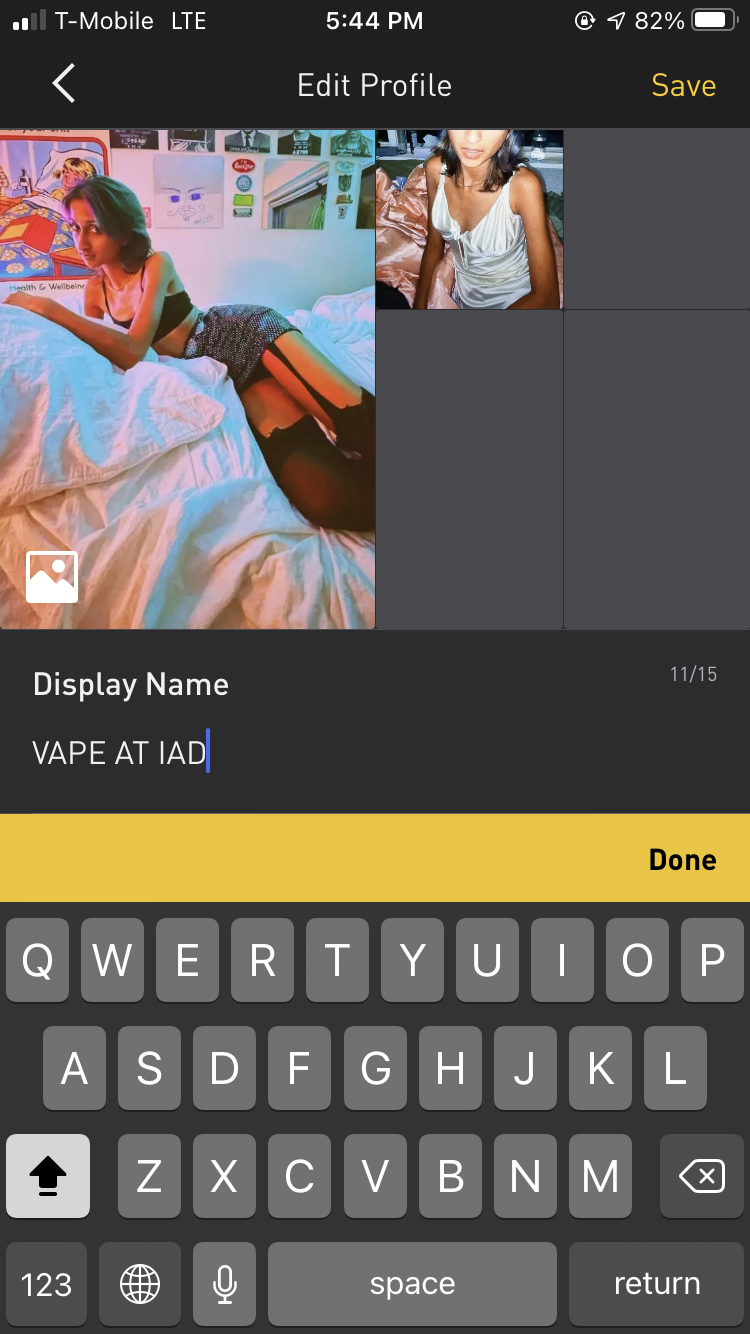 T-Mobile LTE 5:44 PM 82%
Edit Profile Save
Health & Wellbeing
Display Name 11/15
VAPE AT IAD
Done
Q W E R T Y U I O P
A S D F G H J K L
Z X C V B N M
123 space return